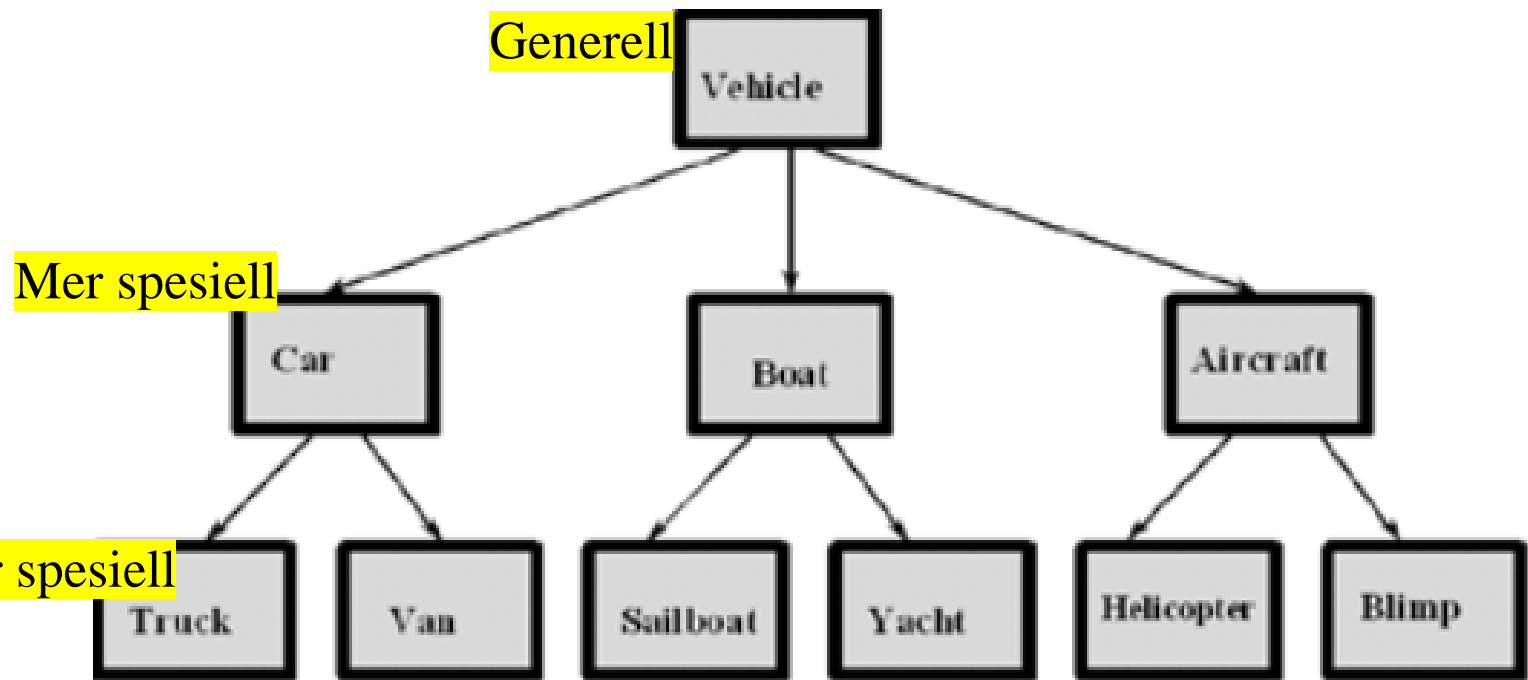 Generell
Vehicle
Mer spesiell
Car
Boat
Aircraft
spesiell
Truck
Van
Sailboat
Yacht
Helicopter
Blimp